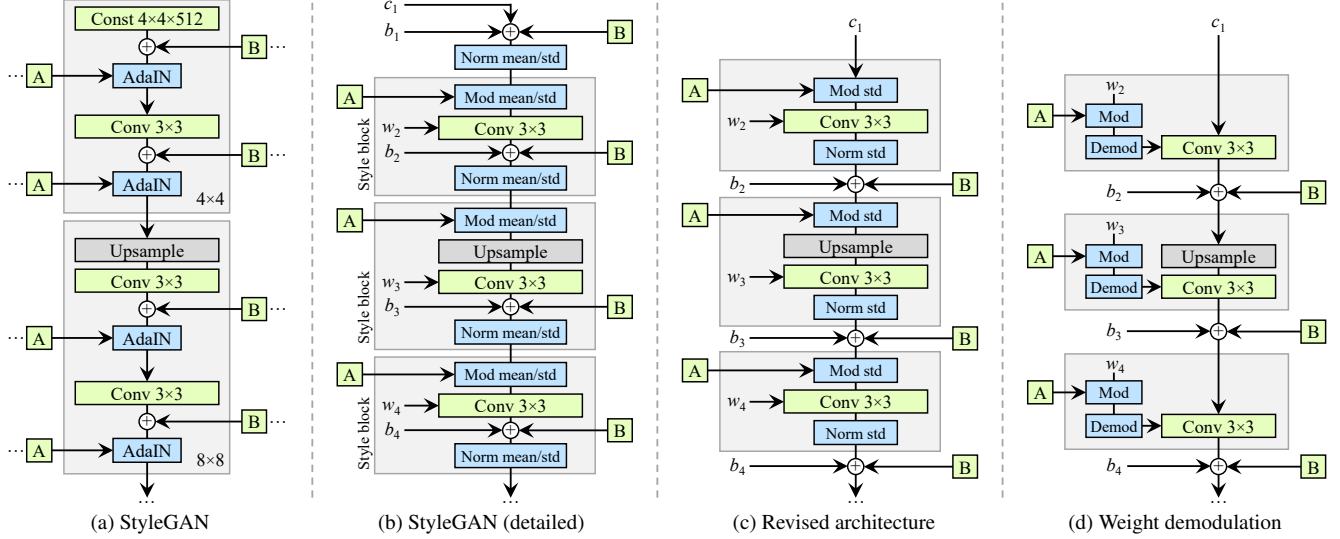 Const 4×4×512
B ...
... A
AdaIN
Conv 3×3
B ...
... A
AdaIN
4×4
Upsample
Conv 3×3
B ...
... A
AdaIN
Conv 3×3
B ...
... A
AdaIN
8×8
...
(a) StyleGAN
c1
b1
B
Norm mean/std
A
Mod mean/std
w2
Conv 3×3
b2
B
Norm mean/std
Style block
A
Mod mean/std
Upsample
w3
Conv 3×3
b3
B
Norm mean/std
Style block
A
Mod mean/std
w4
Conv 3×3
b4
B
Norm mean/std
Style block
...
(b) StyleGAN (detailed)
c1
A
Mod std
w2
Conv 3×3
Norm std
b2
B
A
Mod std
Upsample
w3
Conv 3×3
Norm std
b3
B
A
Mod std
w4
Conv 3×3
Norm std
b4
B
...
(c) Revised architecture
c1
w2
A
Mod
Demod
Conv 3×3
b2
B
w3
A
Mod
Upsample
Demod
Conv 3×3
b3
B
w4
A
Mod
Demod
Conv 3×3
b4
B
...
(d) Weight demodulation